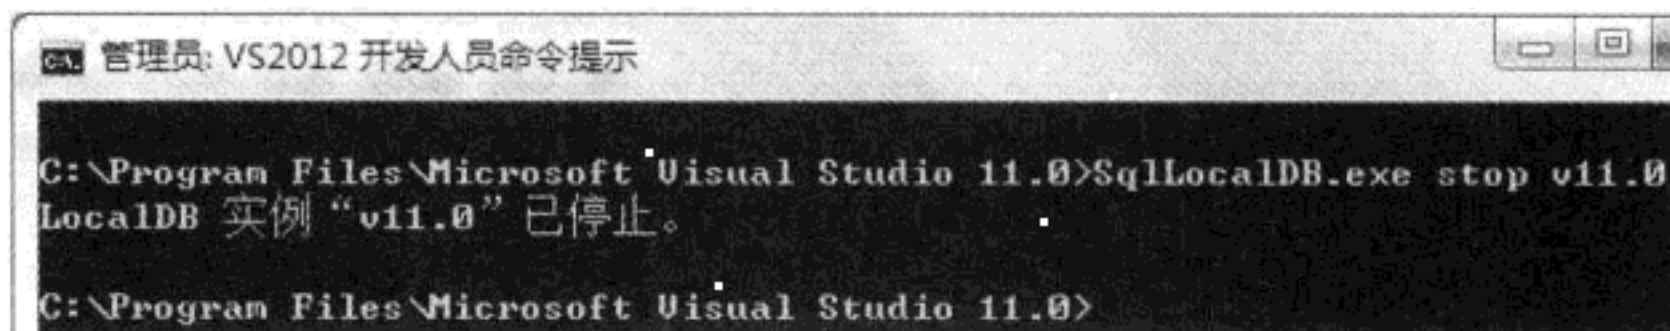 管理员: VS2012 开发人员命令提示
C:\Program Files\Microsoft Visual Studio 11.0>SqlLocalDB.exe stop v11.0
LocalDB 实例“v11.0”已停止。
C:\Program Files\Microsoft Visual Studio 11.0>